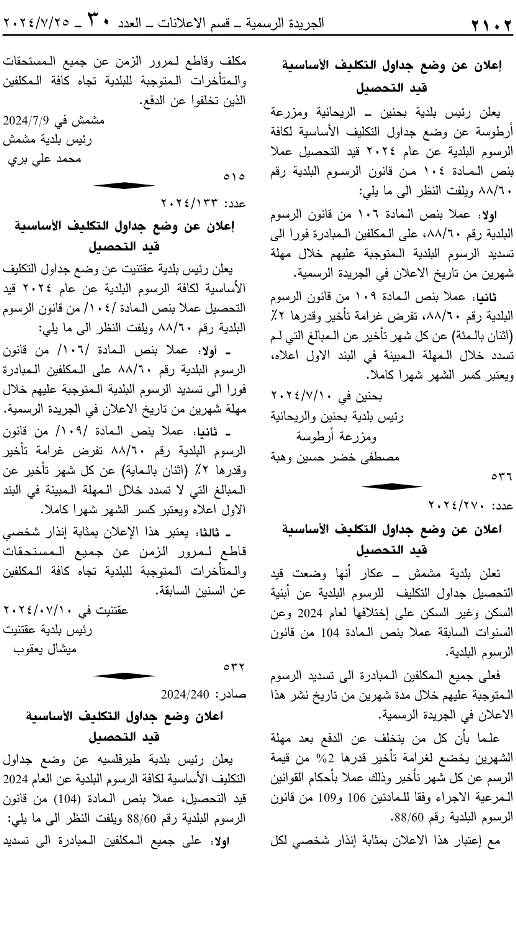 ٢١٠٢
الجريدة الرسمية ــ قسم الاعلانات ــ العدد ٣٠ ــ ٢٠٢٤/٧/٢٥
إعلان عن وضع جداول التكليف الأساسية
قيد التحصيل
يعلن رئيس بلدية بحنين ــ الريحانية ومزرعة
أرطوسة عن وضع جداول التكليف الأساسية لكافة
الرسوم البلدية عن عام ٢٠٢٤ قيد التحصيل عملا
بنص المادة ١٠٤ من قانون الرسوم البلدية رقم
٨٨/٦٠ ويلفت النظر الى ما يلي:
اولا: عملا بنص المادة ١٠٦ من قانون الرسوم
البلدية رقم ٨٨/٦٠، على المكلفين المبادرة فورا الى
تسديد الرسوم البلدية المتوجبة عليهم خلال مهلة
شهرين من تاريخ الاعلان في الجريدة الرسمية.
ثانيا: عملا بنص المادة ١٠٩ من قانون الرسوم
البلدية رقم ٨٨/٦٠، تفرض غرامة تأخير وقدرها ٢٪
(اثنان بالمئة) عن كل شهر تأخير عن المبالغ التي لم
تسدد خلال المهلة المبينة في البند الاول اعلاه،
ويعتبر كسر الشهر شهرا كاملا.
بحنين في ٢٠٢٤/٧/١٠
رئيس بلدية بحنين والريحانية
ومزرعة أرطوسة
مصطفى خضر حسين وهبة
٥٣٦
عدد: ٢٠٢٤/٢٧٠
اعلان عن وضع جداول التكليف الأساسية
قيد التحصيل
تعلن بلدية مشمش ــ عكار أنها وضعت قيد
التحصيل جداول التكليف للرسوم البلدية عن أبنية
السكن وغير السكن على إختلافها لعام 2024 وعن
السنوات السابقة عملا بنص المادة 104 من قانون
الرسوم البلدية.
فعلى جميع المكلفين المبادرة الى تسديد الرسوم
المتوجبة عليهم خلال مدة شهرين من تاريخ نشر هذا
الاعلان في الجريدة الرسمية.
علما بأن كل من يتخلف عن الدفع بعد مهلة
الشهرين يخضع لغرامة تأخير قدرها 2% من قيمة
الرسم عن كل شهر تأخير وذلك عملا بأحكام القوانين
المرعية الاجراء وفقا للمادتين 106 و109 من قانون
الرسوم البلدية رقم 88/60.
مع إعتبار هذا الاعلان بمثابة إنذار شخصي لكل
مكلف وقاطع لمرور الزمن عن جميع المستحقات
والمتأخرات المتوجبة للبلدية تجاه كافة المكلفين
الذين تخلفوا عن الدفع.
مشمش في 2024/7/9
رئيس بلدية مشمش
محمد علي بري
٥١٥
عدد: ٢٠٢٤/١٣٣
إعلان عن وضع جداول التكليف الأساسية
قيد التحصيل
يعلن رئيس بلدية عقتنيت عن وضع جداول التكليف
الأساسية لكافة الرسوم البلدية عن عام ٢٠٢٤ قيد
التحصيل عملا بنص المادة /١٠٤/ من قانون الرسوم
البلدية رقم ٨٨/٦٠ ويلفت النظر الى ما يلي:
ــ اولا: عملا بنص المادة /١٠٦/ من قانون
الرسوم البلدية رقم ٨٨/٦٠ على المكلفين المبادرة
فورا الى تسديد الرسوم البلدية المتوجبة عليهم خلال
مهلة شهرين من تاريخ الاعلان في الجريدة الرسمية.
ــ ثانيا: عملا بنص المادة /١٠٩/ من قانون
الرسوم البلدية رقم ٨٨/٦٠ تفرض غرامة تأخير
وقدرها ٢٪ (اثنان بالماية) عن كل شهر تأخير عن
المبالغ التي لا تسدد خلال المهلة المبينة في البند
الاول اعلاه ويعتبر كسر الشهر شهرا كاملا.
ــ ثالثا: يعتبر هذا الإعلان بمثابة إنذار شخصي
قاطع لمرور الزمن عن جميع المستحقات
والمتأخرات المتوجبة للبلدية تجاه كافة المكلفين
عن السنين السابقة.
عقتنيت في ٢٠٢٤/٠٧/١٠
رئيس بلدية عقتنيت
ميشال يعقوب
٥٣٢
صادر: 2024/240
اعلان وضع جداول التكليف الأساسية
قيد التحصيل
يعلن رئيس بلدية طيرفلسيه عن وضع جداول
التكليف الأساسية لكافة الرسوم البلدية عن العام 2024
قيد التحصيل، عملا بنص المادة (104) من قانون
الرسوم البلدية رقم 88/60 ويلفت النظر الى ما يلي:
اولا: على جميع المكلفين المبادرة الى تسديد